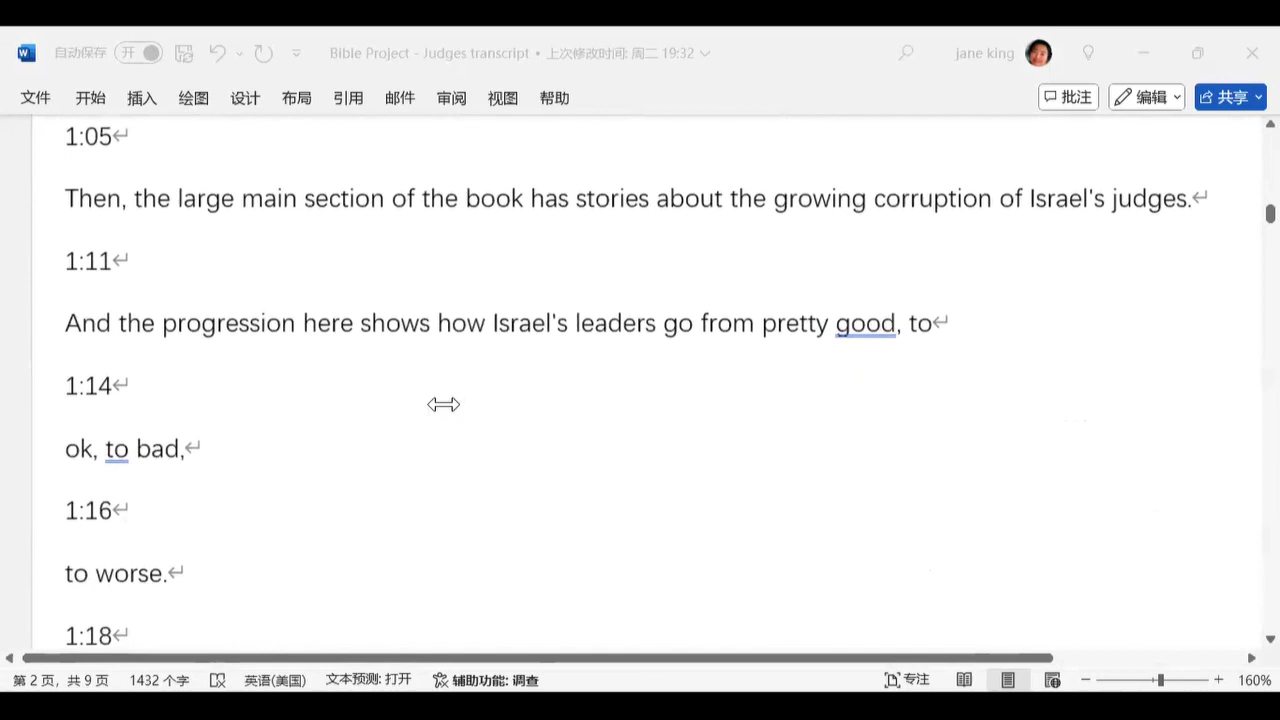 自动保存 开 Bible Project - Judges transcript • 上次修改时间: 周二 19:32 jane king
文件 开始 插入 绘图 设计 布局 引用 邮件 审阅 视图 帮助 批注 编辑 共享
1:05↵
Then, the large main section of the book has stories about the growing corruption of Israel's judges.↵
1:11↵
And the progression here shows how Israel's leaders go from pretty good, to↵
1:14↵
ok, to bad,↵
1:16↵
to worse.↵
1:18↵
第 2 页，共 9 页 1432 个字 英语(美国) 文本预测: 打开 辅助功能: 调查 专注 160%